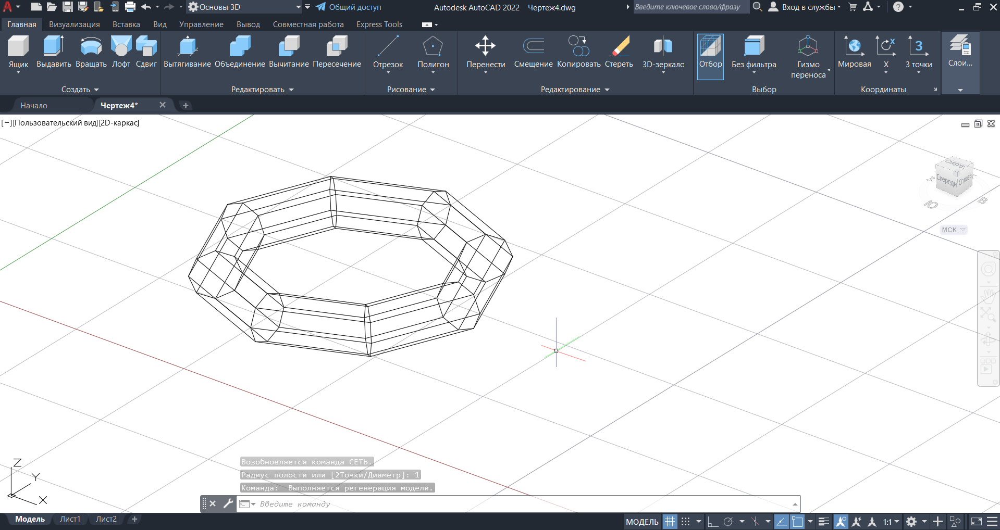 Основы 3D
Общий доступ
Autodesk AutoCAD 2022 Чертеж4.dwg
Введите ключевое слово/фразу
Вход в службы
Главная Визуализация Вставка Вид Управление Вывод Совместная работа Express Tools
Ящик Выдавить Вращать Лофт Сдвиг Вытягивание Объединение Вычитание Пересечение Отрезок Полигон Перенести Смещение Копировать Стереть 3D-зеркало Отбор Без фильтра Гизмо переноса Мировая X 3 точки Слои...
Создать Редактировать Рисование Редактирование Выбор Координаты
Начало Чертеж4*
[−][Пользовательский вид][2D-каркас]
Сверху
Спереди Справа
Ю В
МСК
Возобновляется команда СЕТЬ.
Радиус полости или [2Точки/Диаметр]: 1
Команда: Выполняется регенерация модели.
Z
Y
X
Введите команду
Модель Лист1 Лист2 МОДЕЛЬ 1:1